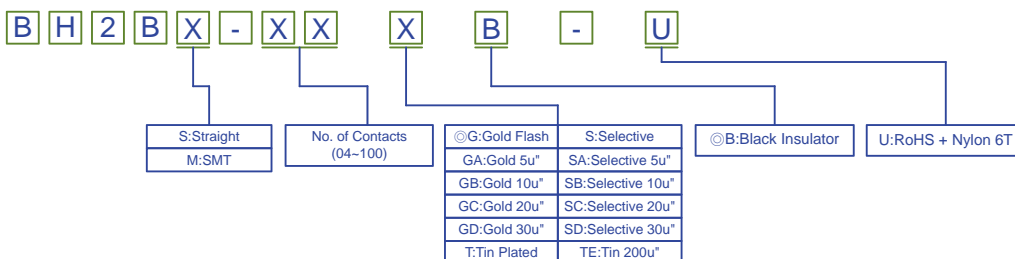 B H 2 B X - X X X B - U
S:Straight
M:SMT
No. of Contacts
(04~100)
◎G:Gold Flash S:Selective
GA:Gold 5u" SA:Selective 5u"
GB:Gold 10u" SB:Selective 10u"
GC:Gold 20u" SC:Selective 20u"
GD:Gold 30u" SD:Selective 30u"
T:Tin Plated TE:Tin 200u"
◎B:Black Insulator
U:RoHS + Nylon 6T